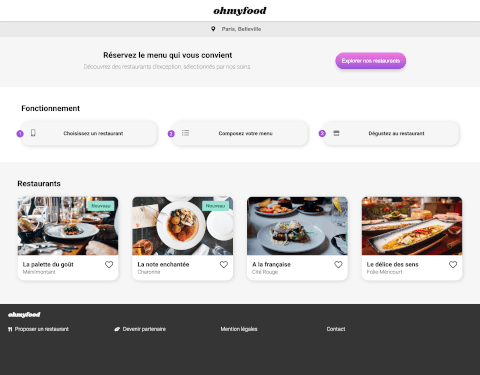 ohmyfood
Paris, Belleville
Réservez le menu qui vous convient
Découvrez des restaurants d'exception, sélectionnés par nos soins.
Explorer nos restaurants
Fonctionnement
1 Choisissez un restaurant
2 Composez votre menu
3 Dégustez au restaurant
Restaurants
Nouveau
Nouveau
La palette du goût
Ménilmontant
La note enchantée
Charonne
A la française
Cité Rouge
Le délice des sens
Folie-Méricourt
ohmyfood
Proposer un restaurant
Devenir partenaire
Mention légales
Contact